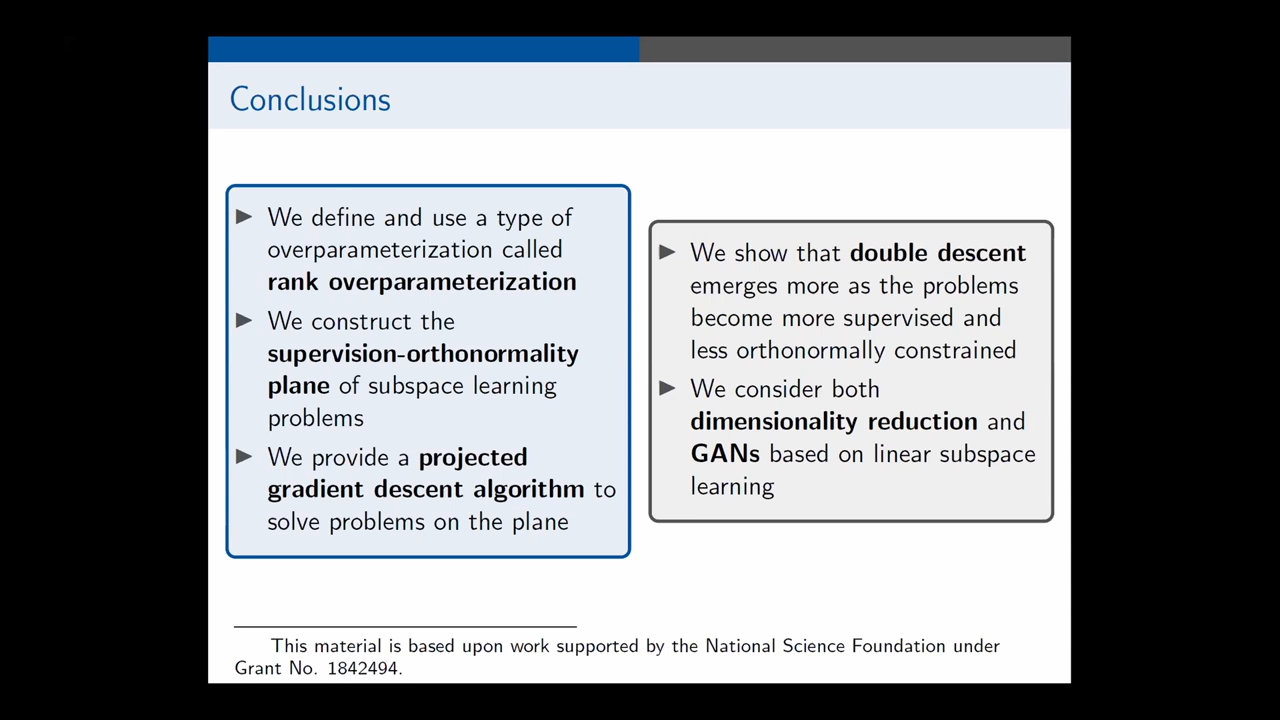 Conclusions
► We define and use a type of
overparameterization called
rank overparameterization
► We construct the
supervision-orthonormality
plane of subspace learning
problems
► We provide a projected
gradient descent algorithm to
solve problems on the plane
► We show that double descent
emerges more as the problems
become more supervised and
less orthonormally constrained
► We consider both
dimensionality reduction and
GANs based on linear subspace
learning
This material is based upon work supported by the National Science Foundation under
Grant No. 1842494.